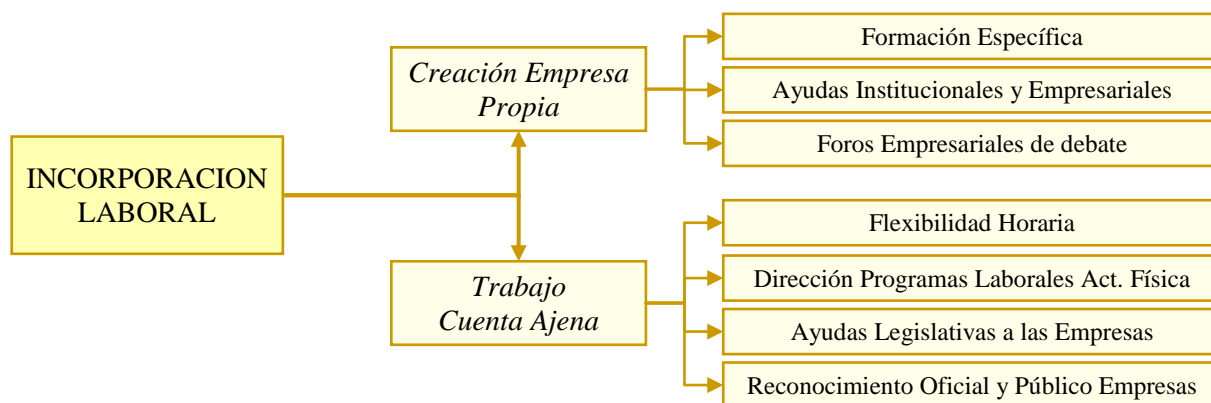 INCORPORACION
LABORAL
Creación Empresa
Propia
Formación Específica
Ayudas Institucionales y Empresariales
Foros Empresariales de debate
Trabajo
Cuenta Ajena
Flexibilidad Horaria
Dirección Programas Laborales Act. Física
Ayudas Legislativas a las Empresas
Reconocimiento Oficial y Público Empresas